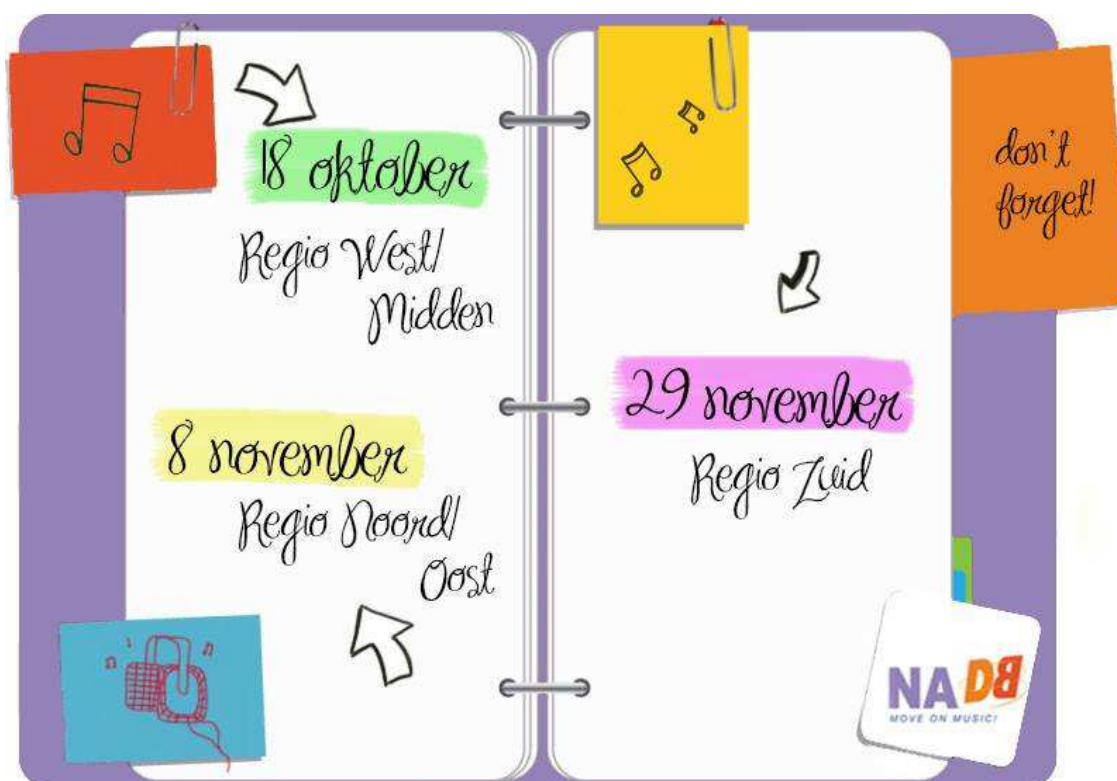 18 oktober
Regio West/
Midden
8 november
Regio Noord/
Oost
29 november
Regio Zuid
don't
forget!
NADB
MOVE ON MUSIC!